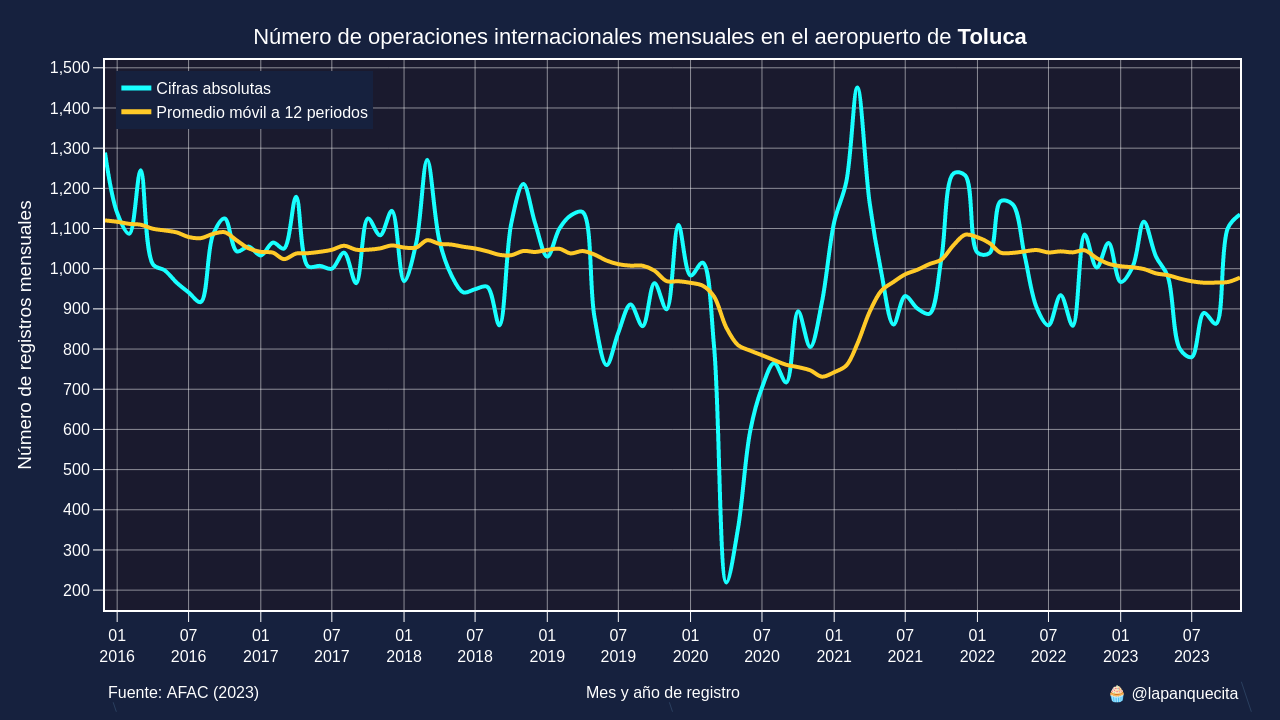 Número de operaciones internacionales mensuales en el aeropuerto de Toluca
Cifras absolutas
Promedio móvil a 12 periodos
Número de registros mensuales
1,500
1,400
1,300
1,200
1,100
1,000
900
800
700
600
500
400
300
200
01 07 01 07 01 07 01 07 01 07 01 07 01 07 01 07
2016 2016 2017 2017 2018 2018 2019 2019 2020 2020 2021 2021 2022 2022 2023 2023
Fuente: AFAC (2023) Mes y año de registro 🧁 @lapanquecita